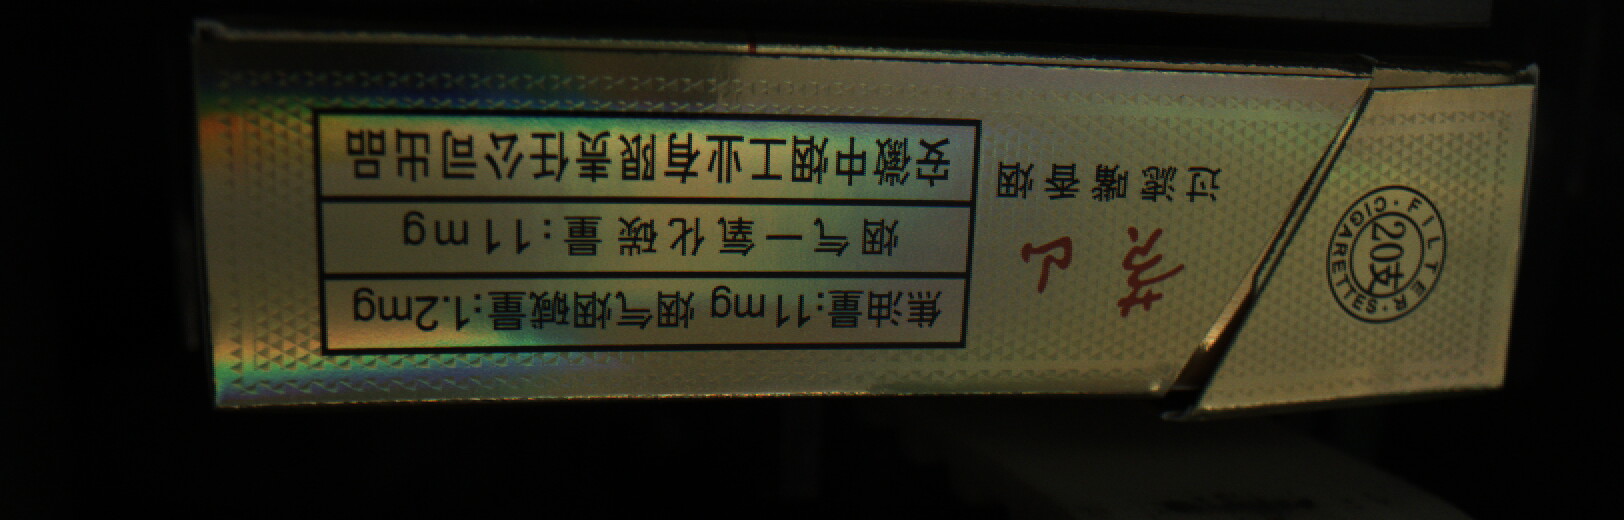 焦油量:11mg 烟气烟碱量:1.2mg
烟气一氧化碳量:11mg
安徽中烟工业有限责任公司出品
黄山
过滤嘴香烟
FILTER CIGARETTES
20支